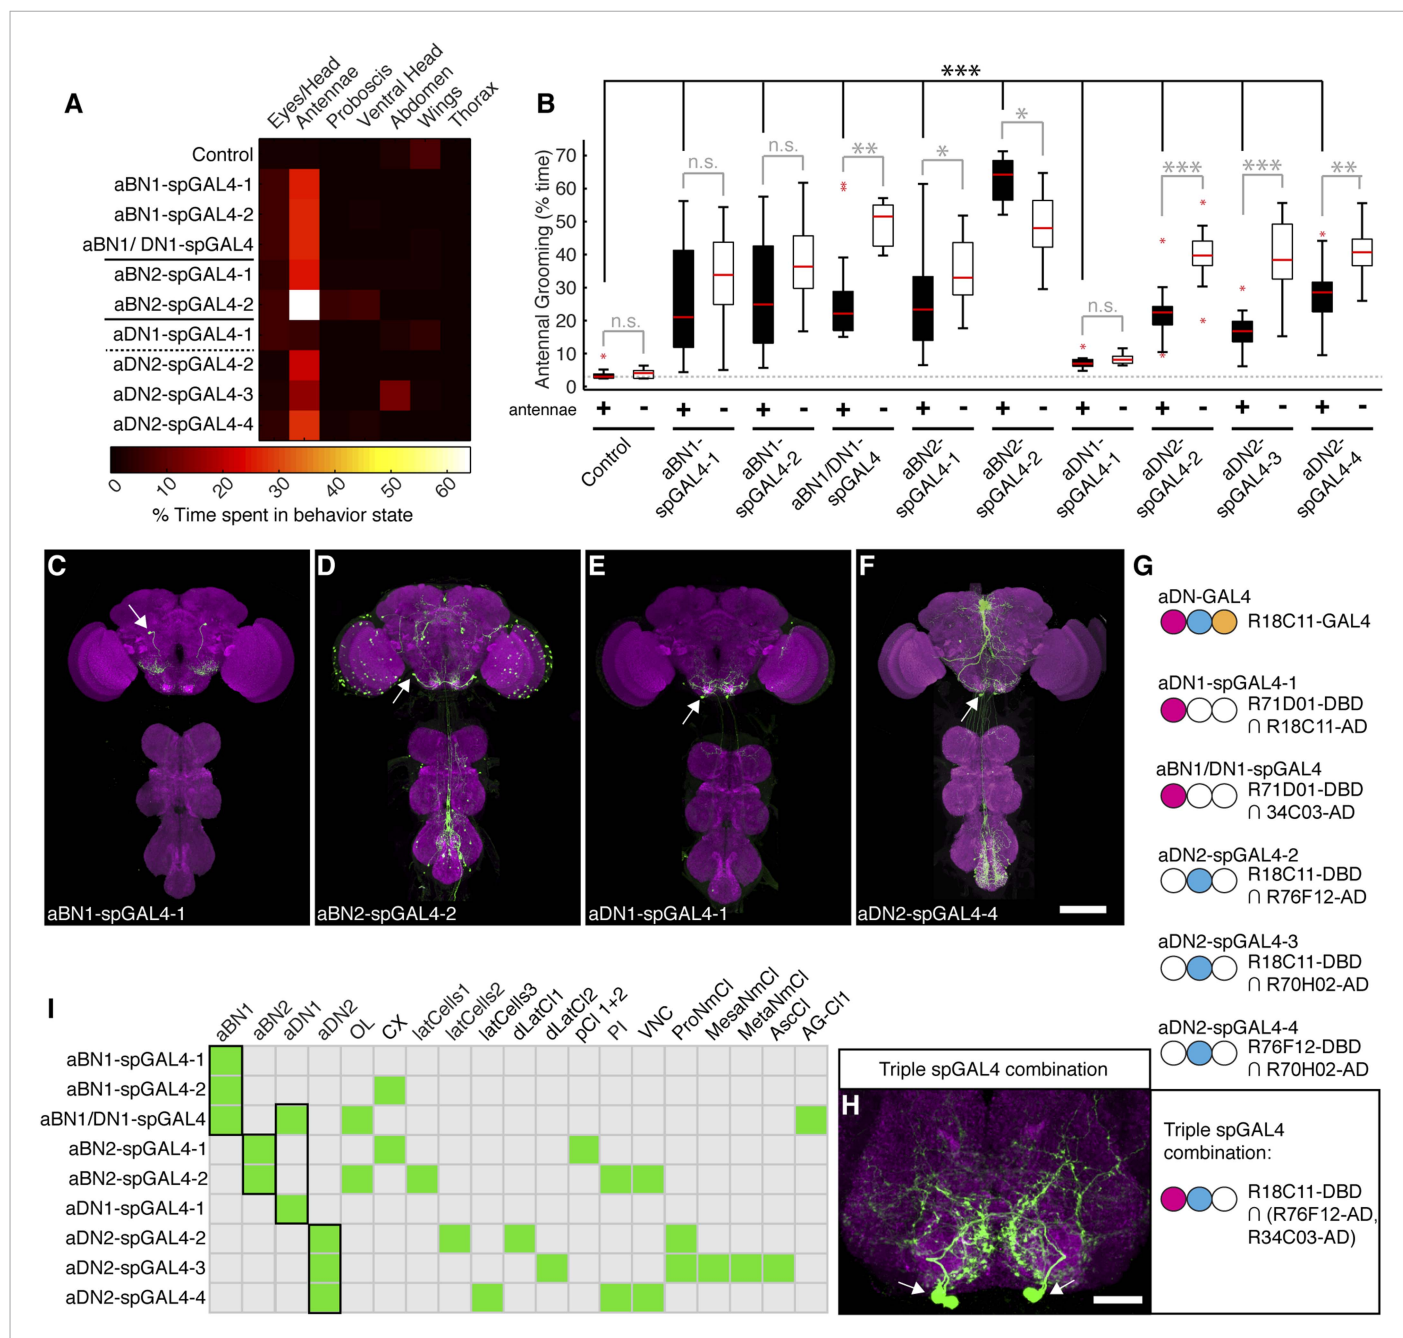 A
Eyes/Head
Antennae
Proboscis
Ventral Head
Abdomen
Wings
Thorax
Control
aBN1-spGAL4-1
aBN1-spGAL4-2
aBN1/ DN1-spGAL4
aBN2-spGAL4-1
aBN2-spGAL4-2
aDN1-spGAL4-1
aDN2-spGAL4-2
aDN2-spGAL4-3
aDN2-spGAL4-4
0 10 20 30 40 50 60
% Time spent in behavior state
B
***
n.s. n.s. n.s. ** * * n.s. *** *** **
Antennal Grooming (% time)
70
60
50
40
30
20
10
0
antennae + - + - + - + - + - + - + - + - + - + -
Control
aBN1-
spGAL4-1
aBN1-
spGAL4-2
aBN1/DN1-
spGAL4
aBN2-
spGAL4-1
aBN2-
spGAL4-2
aDN1-
spGAL4-1
aDN2-
spGAL4-2
aDN2-
spGAL4-3
aDN2-
spGAL4-4
C
aBN1-spGAL4-1
D
aBN2-spGAL4-2
E
aDN1-spGAL4-1
F
aDN2-spGAL4-4
G
aDN-GAL4
R18C11-GAL4
aDN1-spGAL4-1
R71D01-DBD
∩ R18C11-AD
aBN1/DN1-spGAL4
R71D01-DBD
∩ 34C03-AD
aDN2-spGAL4-2
R18C11-DBD
∩ R76F12-AD
aDN2-spGAL4-3
R18C11-DBD
∩ R70H02-AD
aDN2-spGAL4-4
R76F12-DBD
∩ R70H02-AD
I
aBN1
aBN2
aDN1
aDN2
OL
CX
latCells1
latCells2
latCells3
dLatCl1
dLatCl2
pCl 1+2
PI
VNC
ProNmCl
MesaNmCl
MetaNmCl
AscCl
AG-Cl1
aBN1-spGAL4-1
aBN1-spGAL4-2
aBN1/DN1-spGAL4
aBN2-spGAL4-1
aBN2-spGAL4-2
aDN1-spGAL4-1
aDN2-spGAL4-2
aDN2-spGAL4-3
aDN2-spGAL4-4
Triple spGAL4 combination
H
Triple spGAL4
combination:
R18C11-DBD
∩ (R76F12-AD,
R34C03-AD)